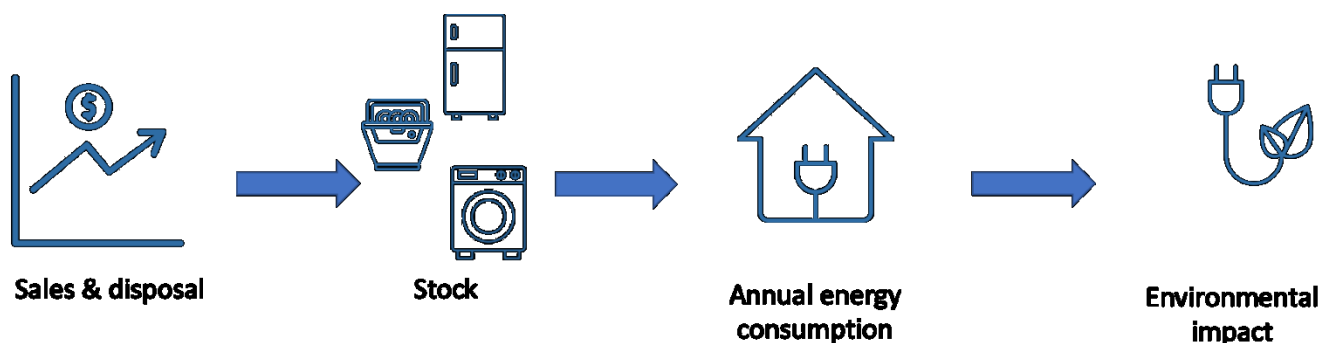 $
Sales & disposal
Stock
Annual energy
consumption
Environmental
impact